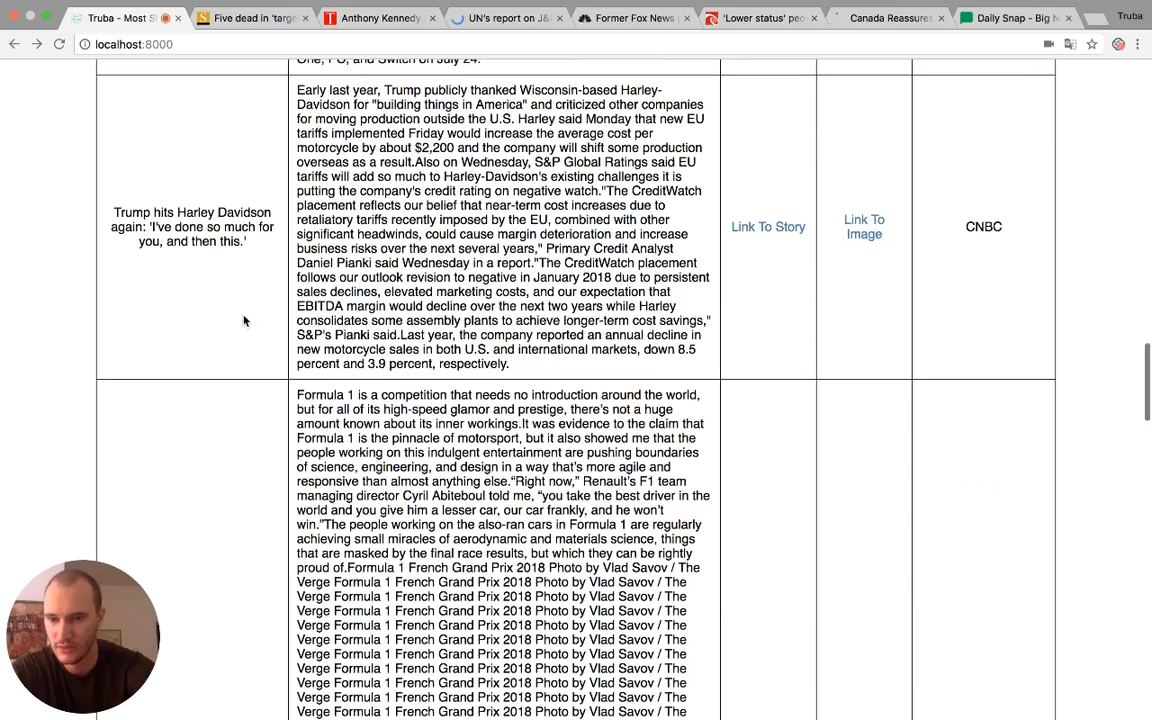 Truba - Most S
Five dead in 'targe
Anthony Kennedy
UN's report on J&
Former Fox News
'Lower status' peo
Canada Reassures
Daily Snap - Big N
Truba
localhost:8000
One, PC, and Switch on July 24.
Trump hits Harley Davidson
again: 'I've done so much for
you, and then this.'
Early last year, Trump publicly thanked Wisconsin-based Harley-
Davidson for "building things in America" and criticized other companies
for moving production outside the U.S. Harley said Monday that new EU
tariffs implemented Friday would increase the average cost per
motorcycle by about $2,200 and the company will shift some production
overseas as a result.Also on Wednesday, S&P Global Ratings said EU
tariffs will add so much to Harley-Davidson's existing challenges it is
putting the company's credit rating on negative watch."The CreditWatch
placement reflects our belief that near-term cost increases due to
retaliatory tariffs recently imposed by the EU, combined with other
significant headwinds, could cause margin deterioration and increase
business risks over the next several years," Primary Credit Analyst
Daniel Pianki said Wednesday in a report."The CreditWatch placement
follows our outlook revision to negative in January 2018 due to persistent
sales declines, elevated marketing costs, and our expectation that
EBITDA margin would decline over the next two years while Harley
consolidates some assembly plants to achieve longer-term cost savings,"
S&P's Pianki said.Last year, the company reported an annual decline in
new motorcycle sales in both U.S. and international markets, down 8.5
percent and 3.9 percent, respectively.
Link To Story
Link To
Image
CNBC
Formula 1 is a competition that needs no introduction around the world,
but for all of its high-speed glamor and prestige, there's not a huge
amount known about its inner workings.It was evidence to the claim that
Formula 1 is the pinnacle of motorsport, but it also showed me that the
people working on this indulgent entertainment are pushing boundaries
of science, engineering, and design in a way that's more agile and
responsive than almost anything else.“Right now,” Renault's F1 team
managing director Cyril Abiteboul told me, “you take the best driver in the
world and you give him a lesser car, our car frankly, and he won't
win.”The people working on the also-ran cars in Formula 1 are regularly
achieving small miracles of aerodynamic and materials science, things
that are masked by the final race results, but which they can be rightly
proud of.Formula 1 French Grand Prix 2018 Photo by Vlad Savov / The
Verge Formula 1 French Grand Prix 2018 Photo by Vlad Savov / The
Verge Formula 1 French Grand Prix 2018 Photo by Vlad Savov / The
Verge Formula 1 French Grand Prix 2018 Photo by Vlad Savov / The
Verge Formula 1 French Grand Prix 2018 Photo by Vlad Savov / The
Verge Formula 1 French Grand Prix 2018 Photo by Vlad Savov / The
Verge Formula 1 French Grand Prix 2018 Photo by Vlad Savov / The
Verge Formula 1 French Grand Prix 2018 Photo by Vlad Savov / The
Verge Formula 1 French Grand Prix 2018 Photo by Vlad Savov / The
Verge Formula 1 French Grand Prix 2018 Photo by Vlad Savov / The
Verge Formula 1 French Grand Prix 2018 Photo by Vlad Savov / The